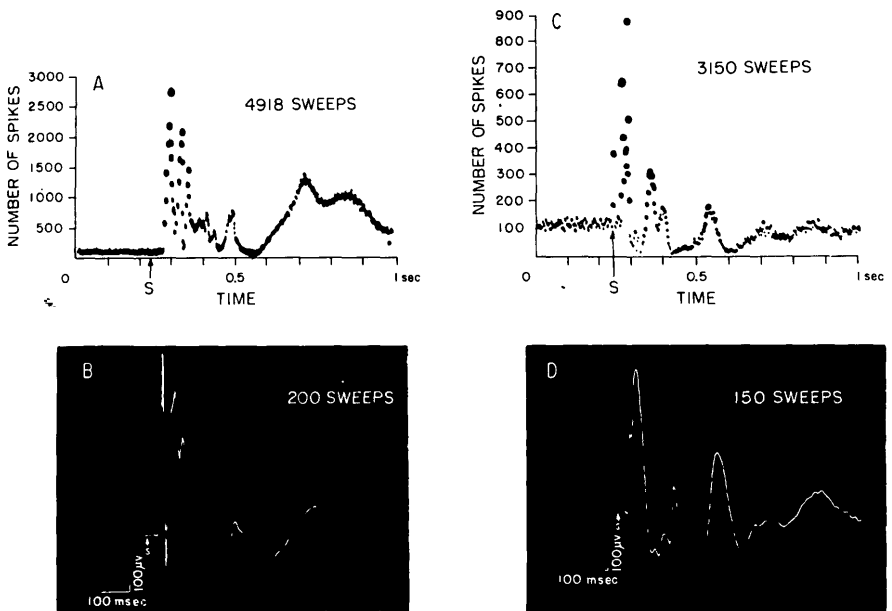 A
4918 SWEEPS
NUMBER OF SPIKES
3000
2500
2000
1500
1000
500
0
S
0.5
1 sec
TIME
C
3150 SWEEPS
NUMBER OF SPIKES
900
800
700
600
500
400
300
200
100
0
S
0.5
1 sec
TIME
B
200 SWEEPS
S
100μv
100 msec
D
150 SWEEPS
S
100μv
100 msec